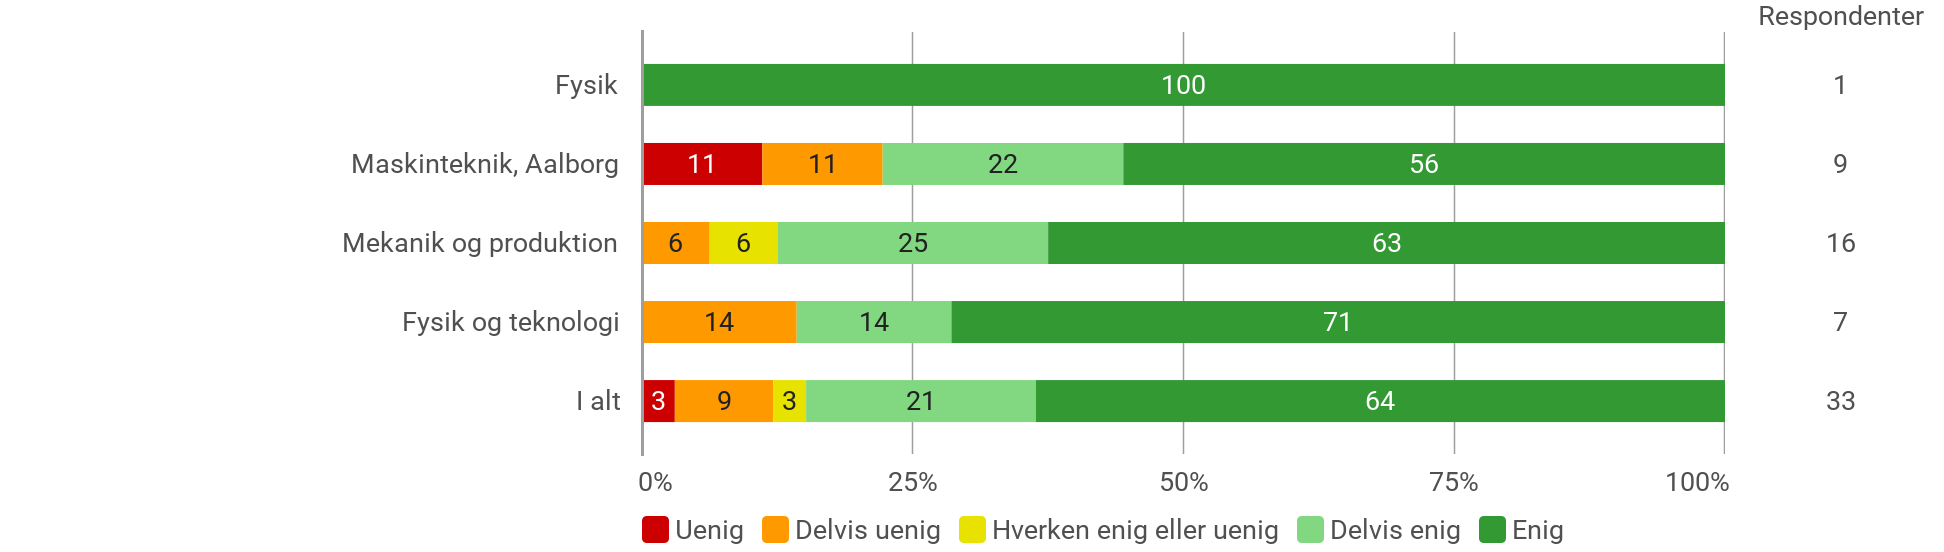 Respondenter
Fysik 100 1
Maskinteknik, Aalborg 11 11 22 56 9
Mekanik og produktion 6 6 25 63 16
Fysik og teknologi 14 14 71 7
I alt 3 9 3 21 64 33
0% 25% 50% 75% 100%
Uenig Delvis uenig Hverken enig eller uenig Delvis enig Enig